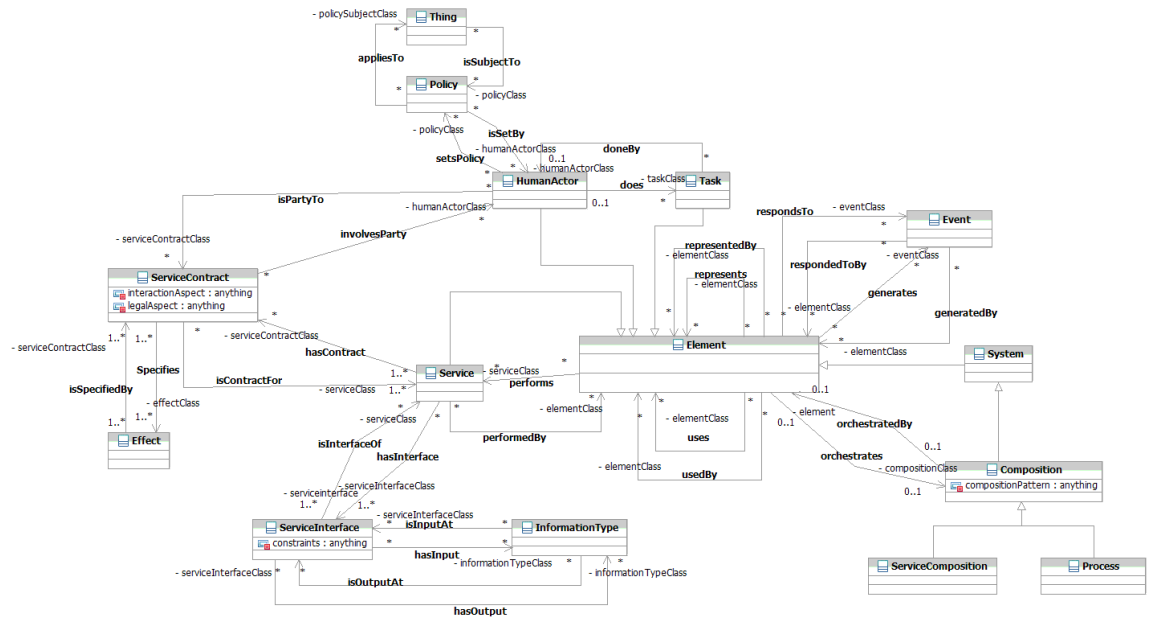 - policySubjectClass
Thing
*
*
appliesTo
isSubjectTo
*
Policy
*
- policyClass
*
*
- policyClass
isSetBy
- humanActorClass
doneBy
*
setsPolicy
0..1
*
- humanActorClass
*
HumanActor
- taskClass
Task
*
does
isPartyTo
- humanActorClass
0..1
*
*
respondsTo
- eventClass
Event
*
involvesParty
- serviceContractClass
*
representedBy
*
- elementClass
respondedToBy
- eventClass
*
*
*
ServiceContract
represents
- elementClass
interactionAspect : anything
generates
legalAspect : anything
- elementClass
generatedBy
*
*
*
*
*
*
*
*
*
1..*
1..*
- serviceContractClass
*
- serviceContractClass
Element
- elementClass
System
hasContract
*
*
Specifies
1..*
Service
- serviceClass
performs
isSpecifiedBy
isContractFor
- serviceClass
*
1..*
0..1
- effectClass
- serviceClass
*
*
*
- elementClass
*
*
*
*
- elementClass
- element
1..*
1..*
0..1
orchestratedBy
Effect
performedBy
uses
isInterfaceOf
0..1
hasInterface
orchestrates
- elementClass
usedBy
- compositionClass
Composition
- serviceInterfaceClass
0..1
compositionPattern : anything
- serviceinterface
1..*
1..*
- serviceInterfaceClass
ServiceInterface
*
isInputAt
*
InformationType
constraints : anything
*
*
hasInput
- informationTypeClass
- serviceInterfaceClass
*
*
*
*
- informationTypeClass
ServiceComposition
Process
isOutputAt
hasOutput